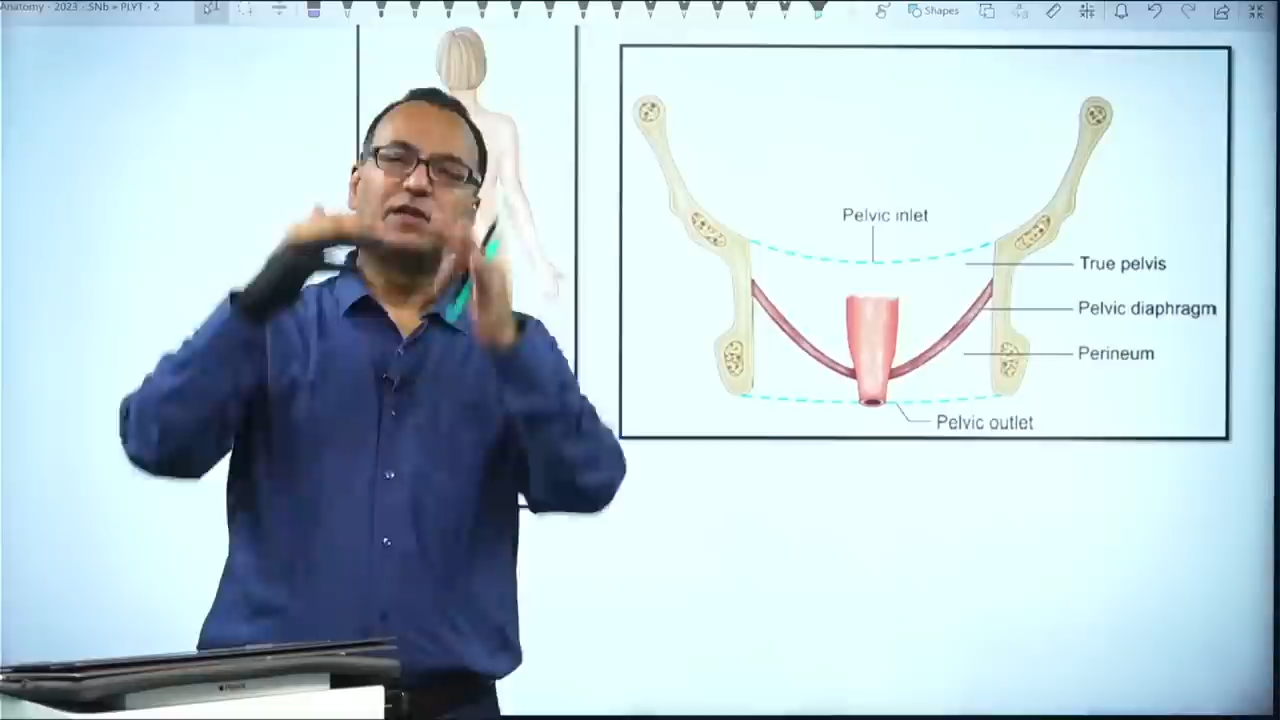 Anatomy - 2023 - SNb » PLYT - 2
Shapes
Pelvic inlet
True pelvis
Pelvic diaphragm
Perineum
Pelvic outlet